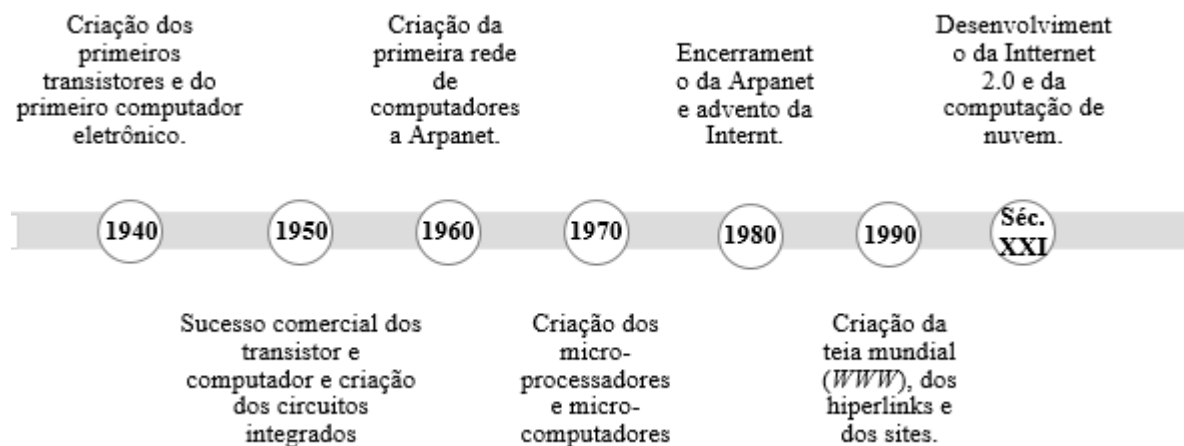 Criação dos
primeiros
transistores e do
primeiro computador
eletrônico.
Criação da
primeira rede
de
computadores
a Arpanet.
Encerrament
o da Arpanet
e advento da
Internt.
Desenvolviment
o da Intternet
2.0 e da
computação de
nuvem.
1940
1950
1960
1970
1980
1990
Séc.
XXI
Sucesso comercial dos
transistor e
computador e criação
dos circuitos
integrados
Criação dos
micro-
processadores
e micro-
computadores
Criação da
teia mundial
(WWW), dos
hiperlinks e
dos sites.